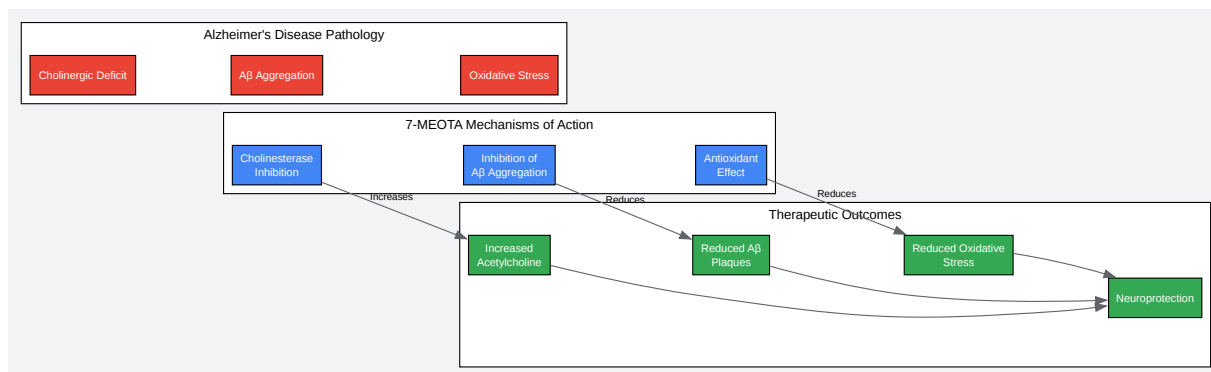 Alzheimer's Disease Pathology
Cholinergic Deficit
Aβ Aggregation
Oxidative Stress
7-MEOTA Mechanisms of Action
Cholinesterase
Inhibition
Inhibition of
Aβ Aggregation
Antioxidant
Effect
Increases
Reduces
Reduces
Therapeutic Outcomes
Increased
Acetylcholine
Reduced Aβ
Plaques
Reduced Oxidative
Stress
Neuroprotection